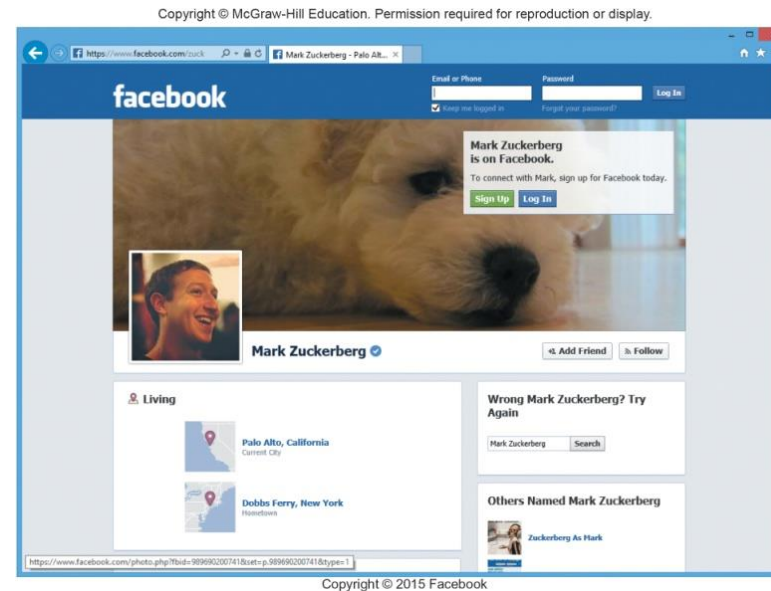 Copyright © McGraw-Hill Education. Permission required for reproduction or display.
https://www.facebook.com/zuck
Mark Zuckerberg - Palo Alt...
Email or Phone
Password
facebook
Log In
Keep me logged in
Forgot your password?
Mark Zuckerberg
is on Facebook.
To connect with Mark, sign up for Facebook today.
Sign Up
Log In
Mark Zuckerberg
Add Friend
Follow
Living
Palo Alto, California
Current City
Dobbs Ferry, New York
Hometown
Wrong Mark Zuckerberg? Try
Again
Mark Zuckerberg
Search
Others Named Mark Zuckerberg
Zuckerberg As Mark
https://www.facebook.com/photo.php?fbid=989690200741&set=p.989690200741&type=1
Copyright © 2015 Facebook